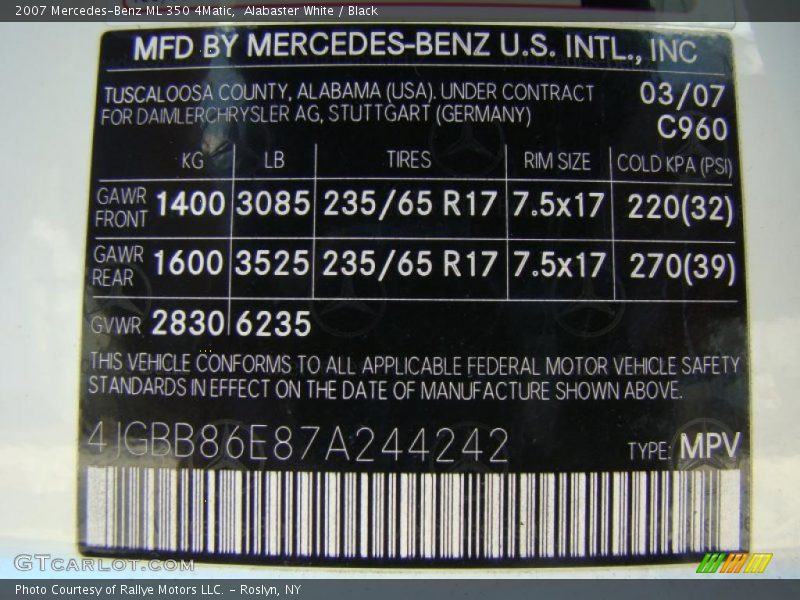 2007 Mercedes-Benz ML 350 4Matic, Alabaster White / Black
MFD BY MERCEDES-BENZ U.S. INTL., INC
TUSCALOOSA COUNTY, ALABAMA (USA). UNDER CONTRACT
FOR DAIMLERCHRYSLER AG, STUTTGART (GERMANY)
03/07
C960
KG LB TIRES RIM SIZE COLD KPA (PSI)
GAWR FRONT 1400 3085 235/65 R17 7.5x17 220(32)
GAWR REAR 1600 3525 235/65 R17 7.5x17 270(39)
GVWR 2830 6235
THIS VEHICLE CONFORMS TO ALL APPLICABLE FEDERAL MOTOR VEHICLE SAFETY
STANDARDS IN EFFECT ON THE DATE OF MANUFACTURE SHOWN ABOVE.
4JGBB86E87A244242 TYPE: MPV
GTCARLOT.COM
Photo Courtesy of Rallye Motors LLC. - Roslyn, NY